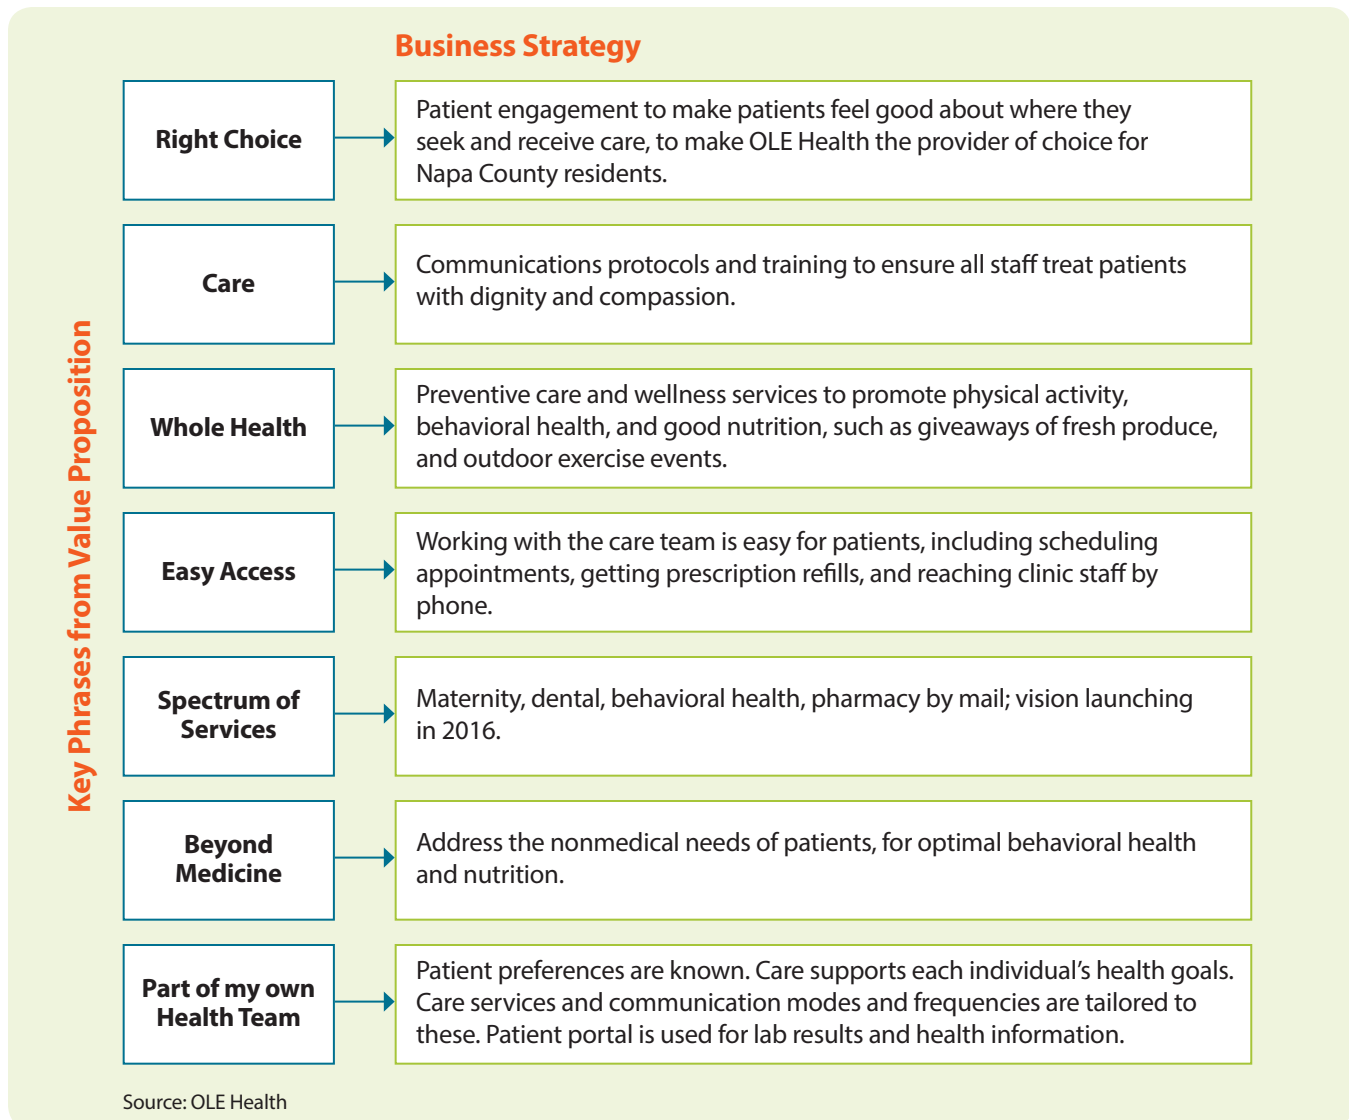 Business Strategy
Key Phrases from Value Proposition
Right Choice
Patient engagement to make patients feel good about where they
seek and receive care, to make OLE Health the provider of choice for
Napa County residents.
Care
Communications protocols and training to ensure all staff treat patients
with dignity and compassion.
Whole Health
Preventive care and wellness services to promote physical activity,
behavioral health, and good nutrition, such as giveaways of fresh produce,
and outdoor exercise events.
Easy Access
Working with the care team is easy for patients, including scheduling
appointments, getting prescription refills, and reaching clinic staff by
phone.
Spectrum of
Services
Maternity, dental, behavioral health, pharmacy by mail; vision launching
in 2016.
Beyond
Medicine
Address the nonmedical needs of patients, for optimal behavioral health
and nutrition.
Part of my own
Health Team
Patient preferences are known. Care supports each individual’s health goals.
Care services and communication modes and frequencies are tailored to
these. Patient portal is used for lab results and health information.
Source: OLE Health